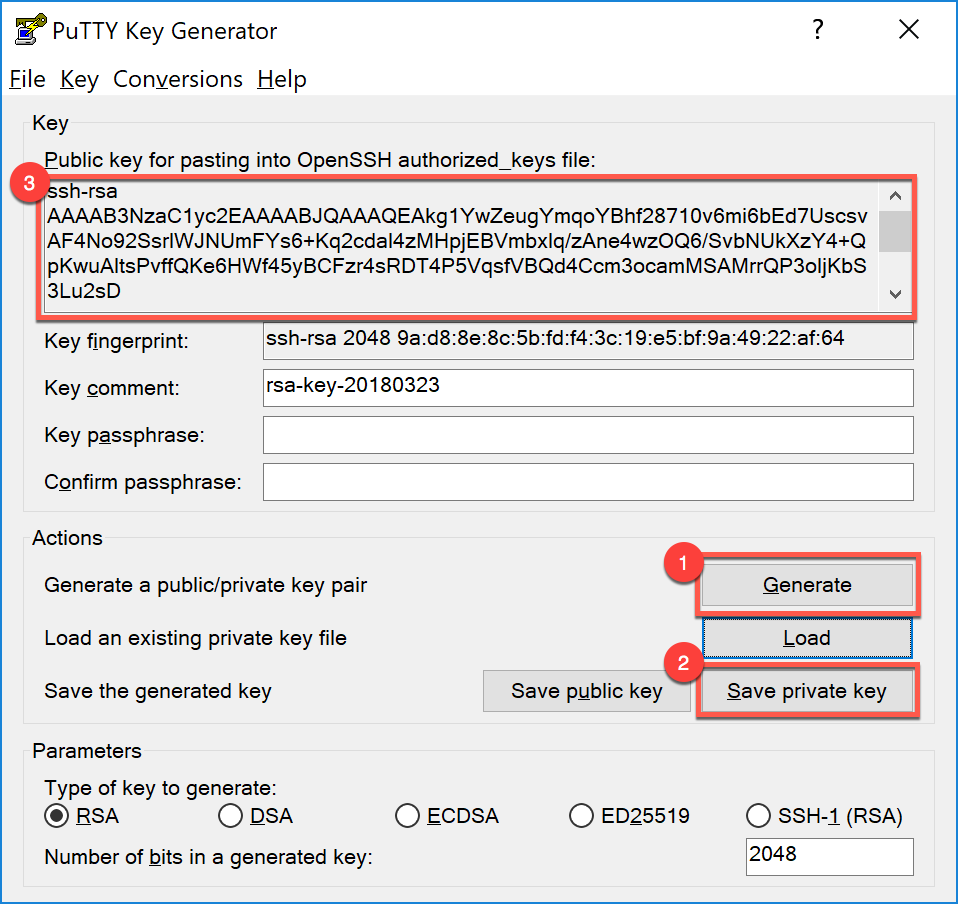 PuTTY Key Generator
?
File Key Conversions Help
Key
Public key for pasting into OpenSSH authorized_keys file:
3
ssh-rsa
AAAAB3NzaC1yc2EAAAABJQAAAQEAkg1YwZeugYmqoYBhf28710v6mi6bEd7Uscsv
AF4No92SsrlWJNUmFYs6+Kq2cdal4zMHpjEBVmbxlq/zAne4wzOQ6/SvbNUkXzY4+Q
pKwuAltsPvffQKe6HWf45yBCFzr4sRDT4P5VqsfVBQd4Ccm3ocamMSAMrrQP3oljKbS
3Lu2sD
Key fingerprint: ssh-rsa 2048 9a:d8:8e:8c:5b:fd:f4:3c:19:e5:bf:9a:49:22:af:64
Key comment: rsa-key-20180323
Key passphrase:
Confirm passphrase:
Actions
1
Generate a public/private key pair Generate
Load an existing private key file Load
2
Save the generated key Save public key Save private key
Parameters
Type of key to generate:
RSA DSA ECDSA ED25519 SSH-1 (RSA)
Number of bits in a generated key: 2048